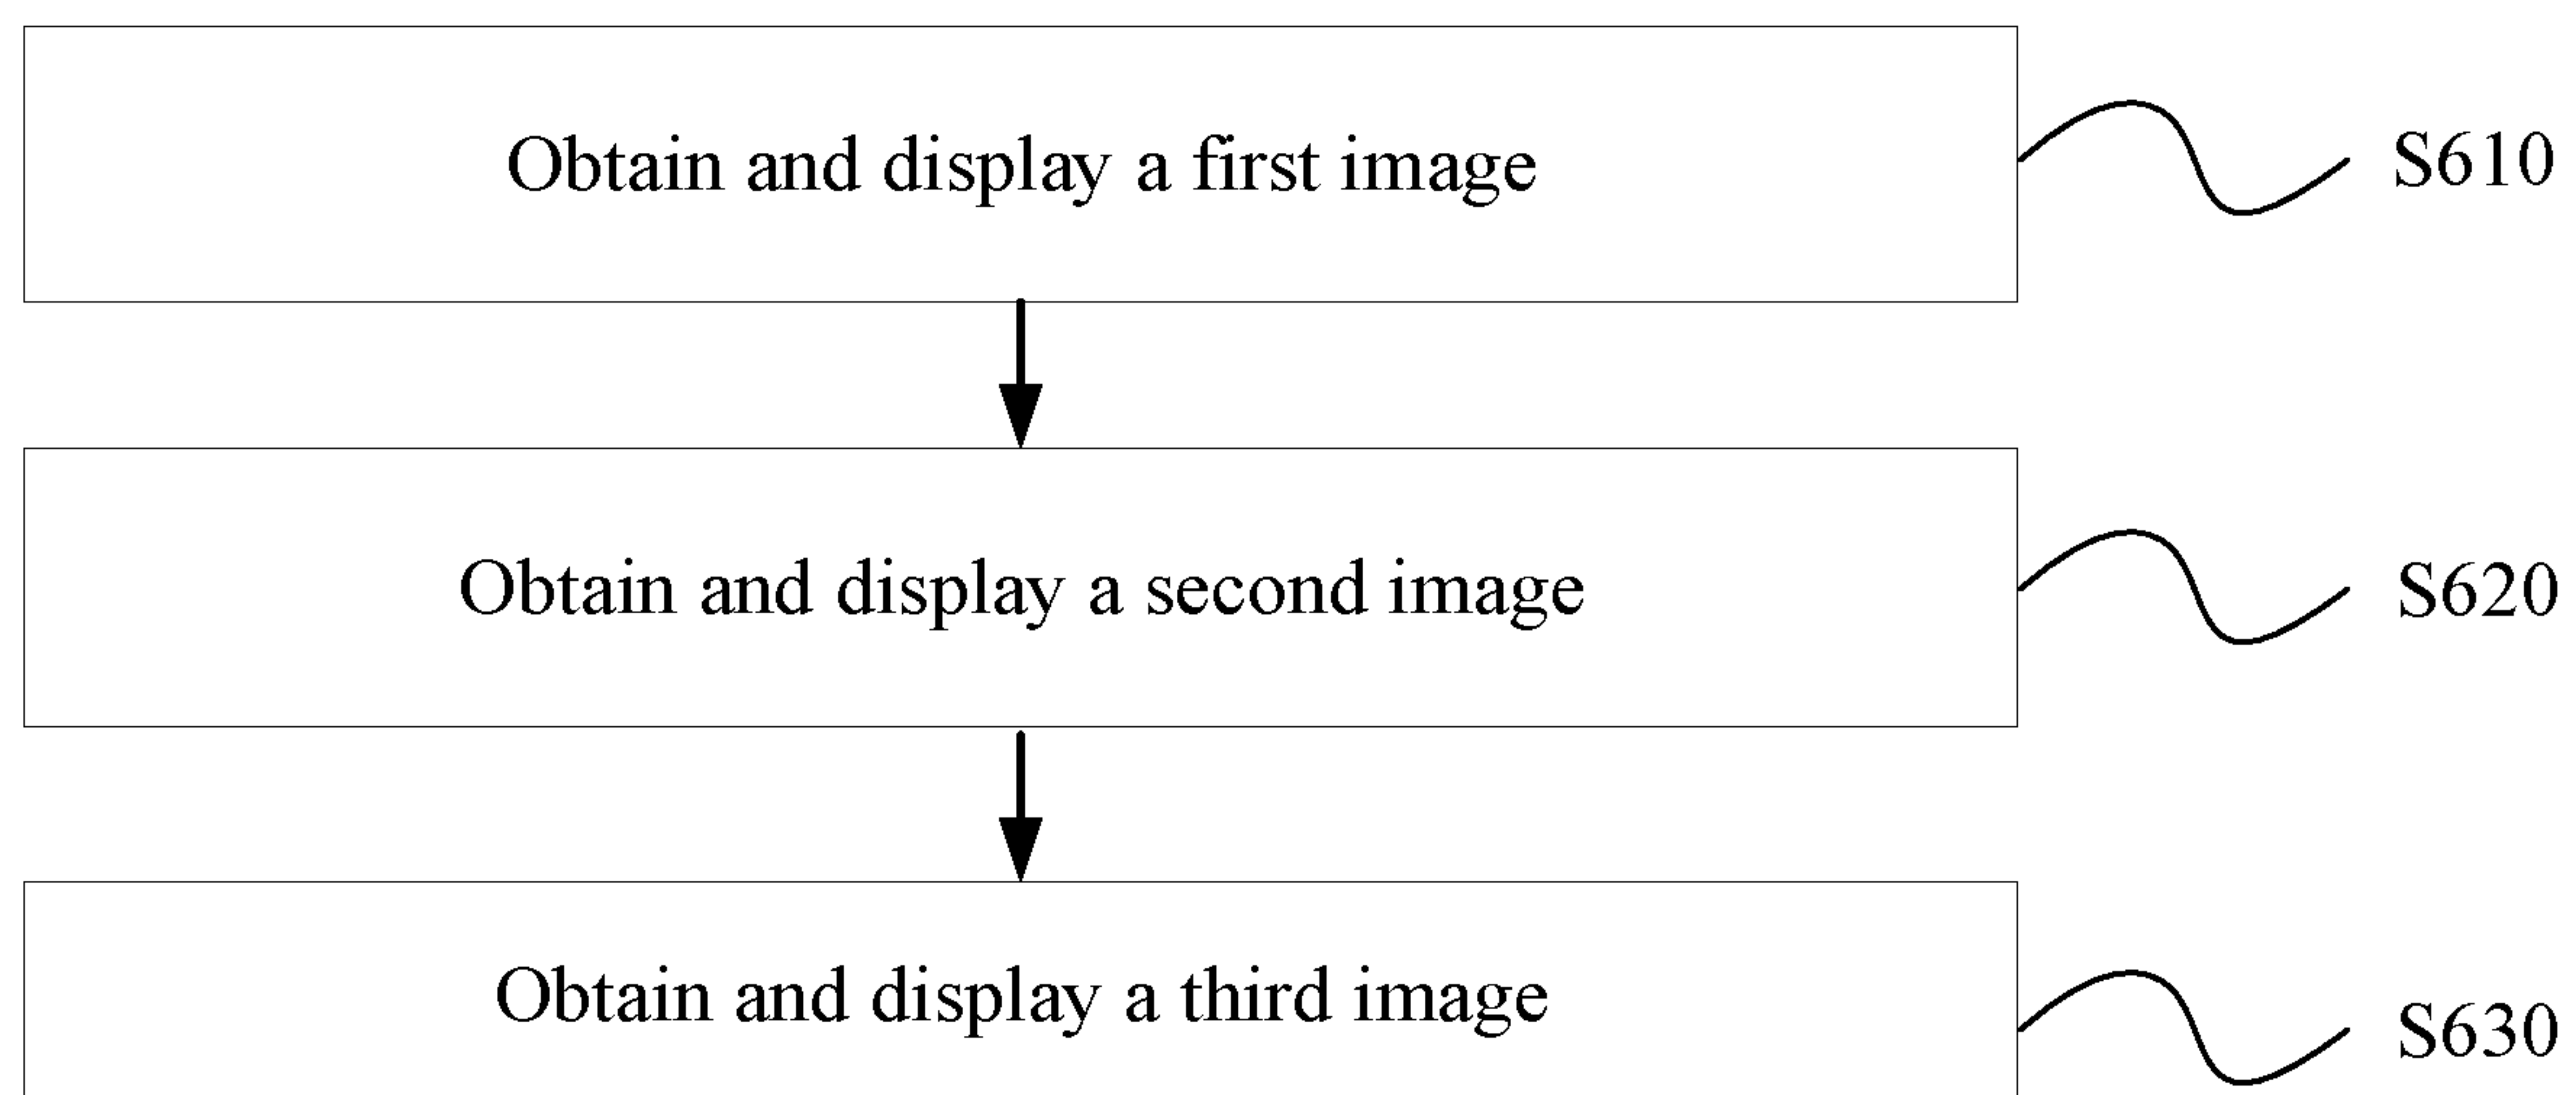 Obtain and display a first image S610
Obtain and display a second image S620
Obtain and display a third image S630